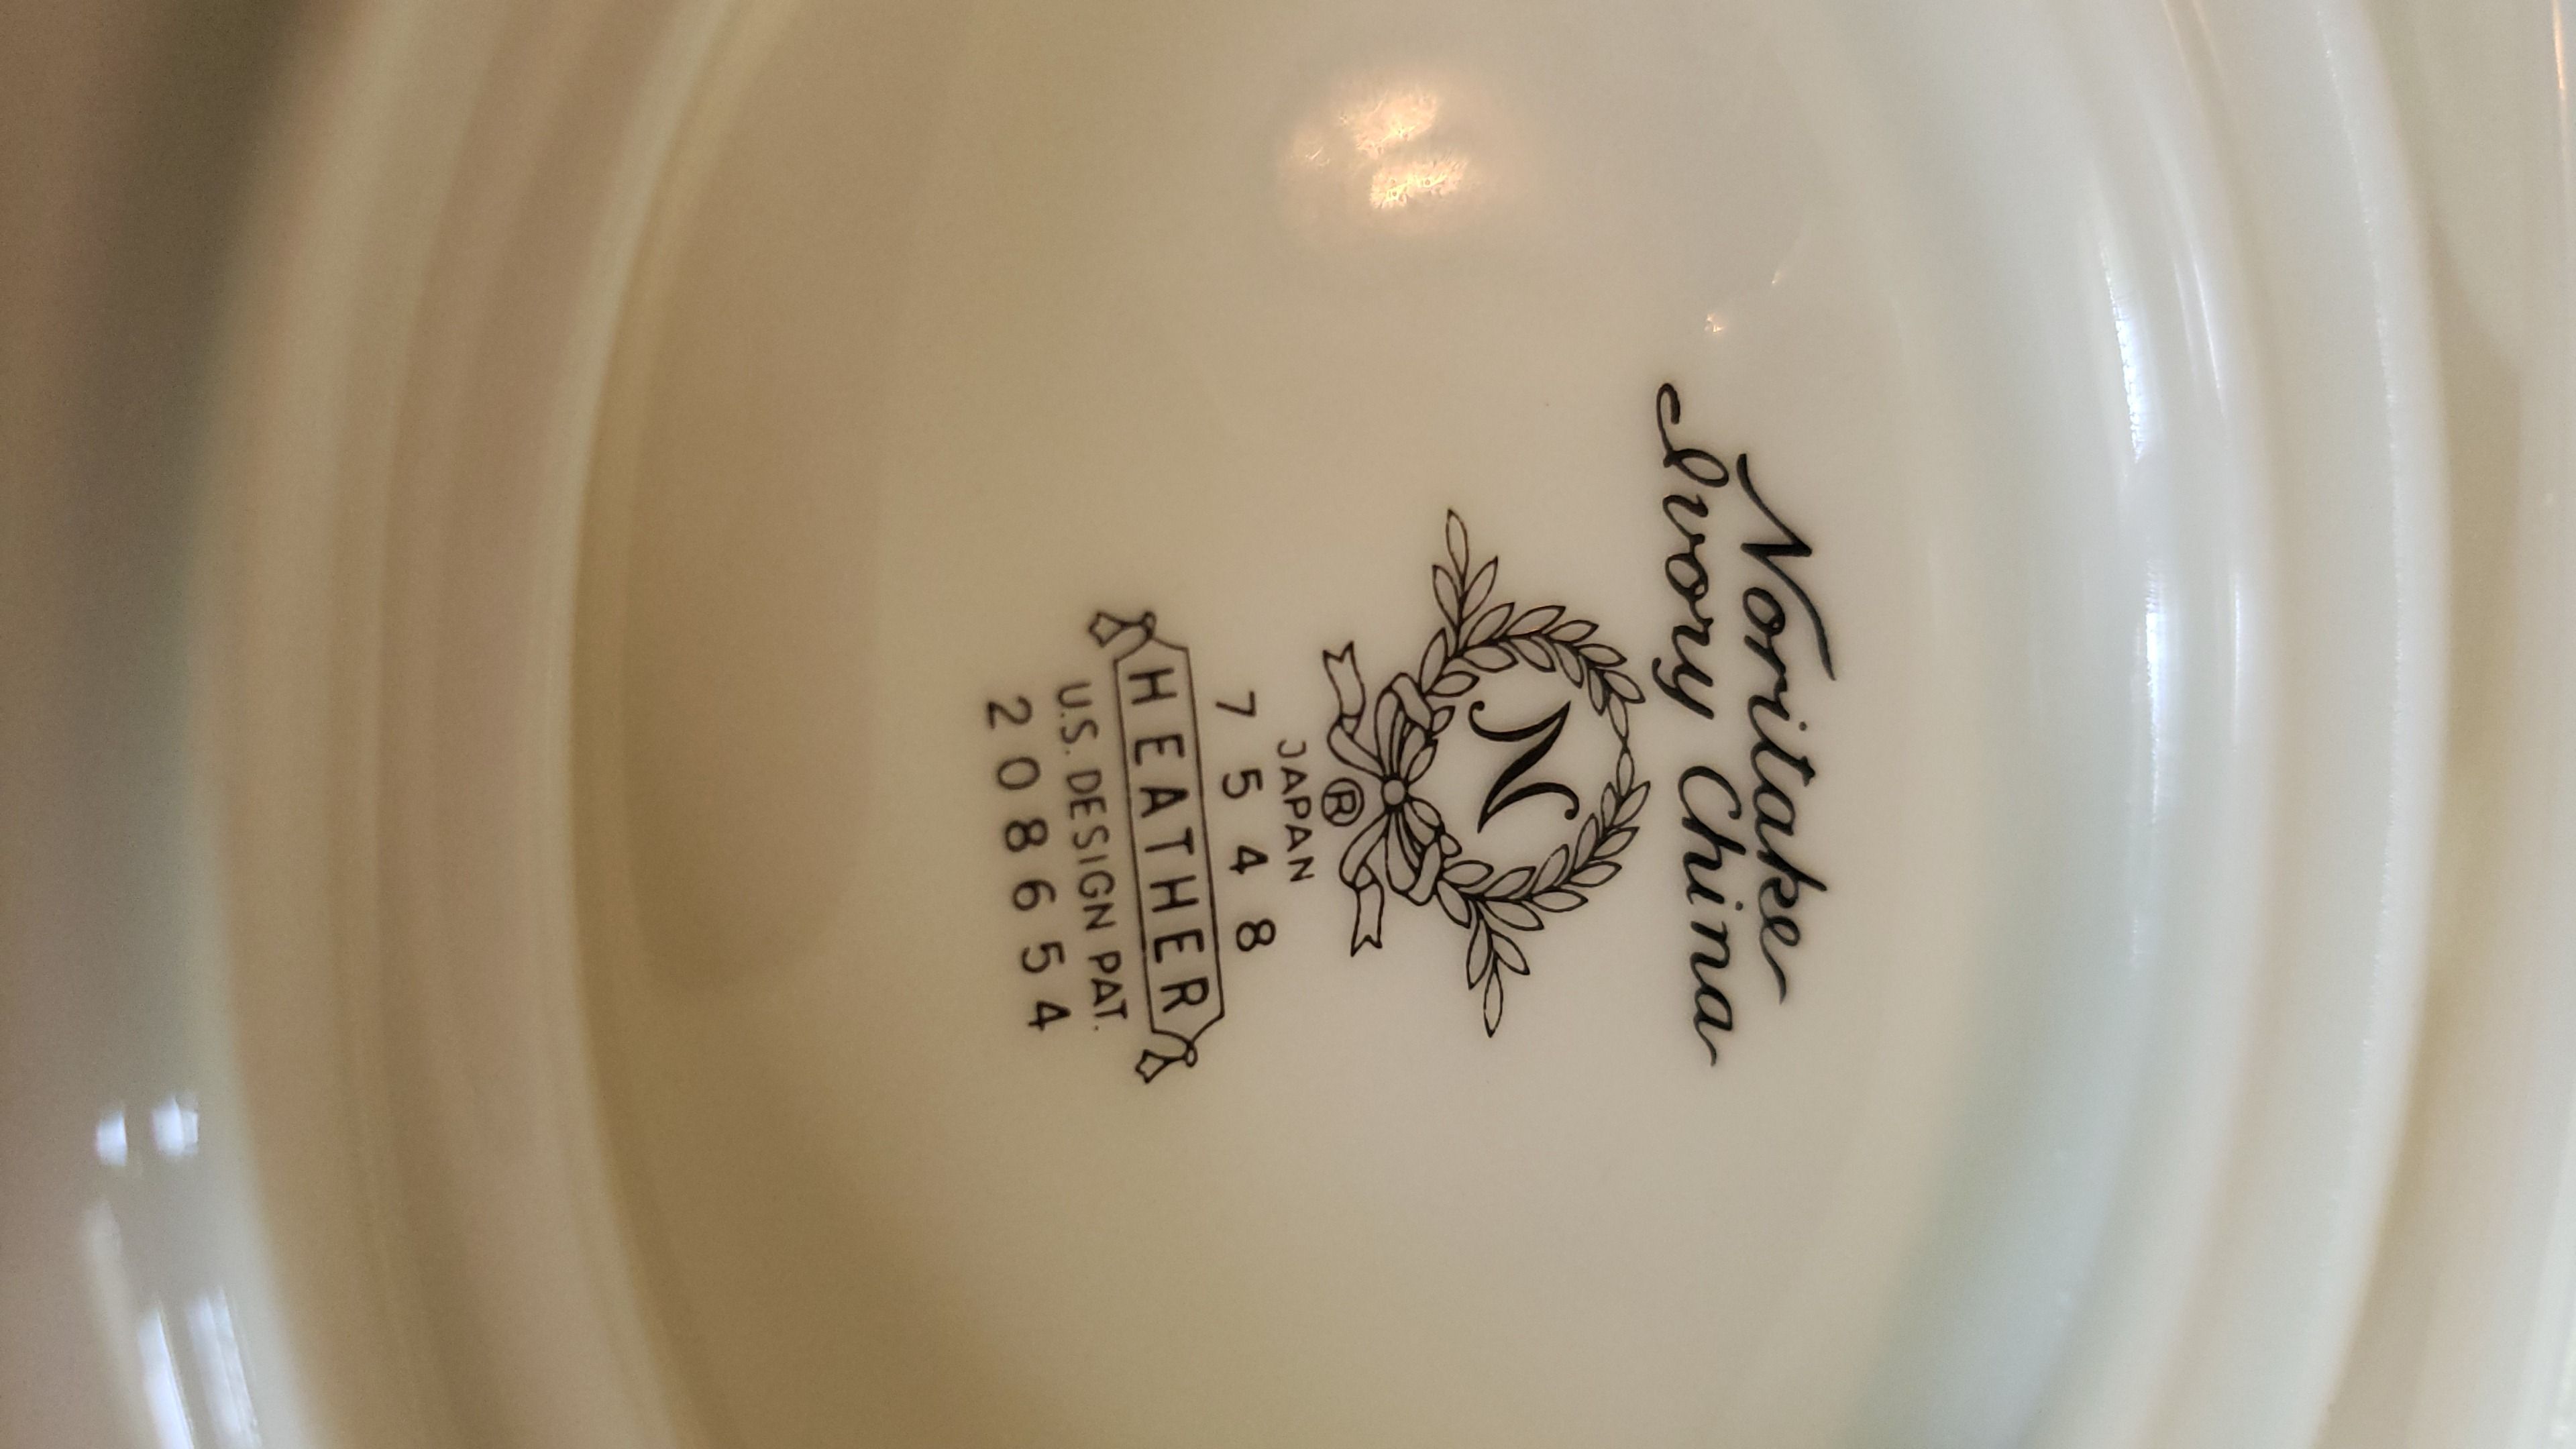 Noritake
Ivory China
N
®
JAPAN
7548
HEATHER
U.S. DESIGN PAT.
208654